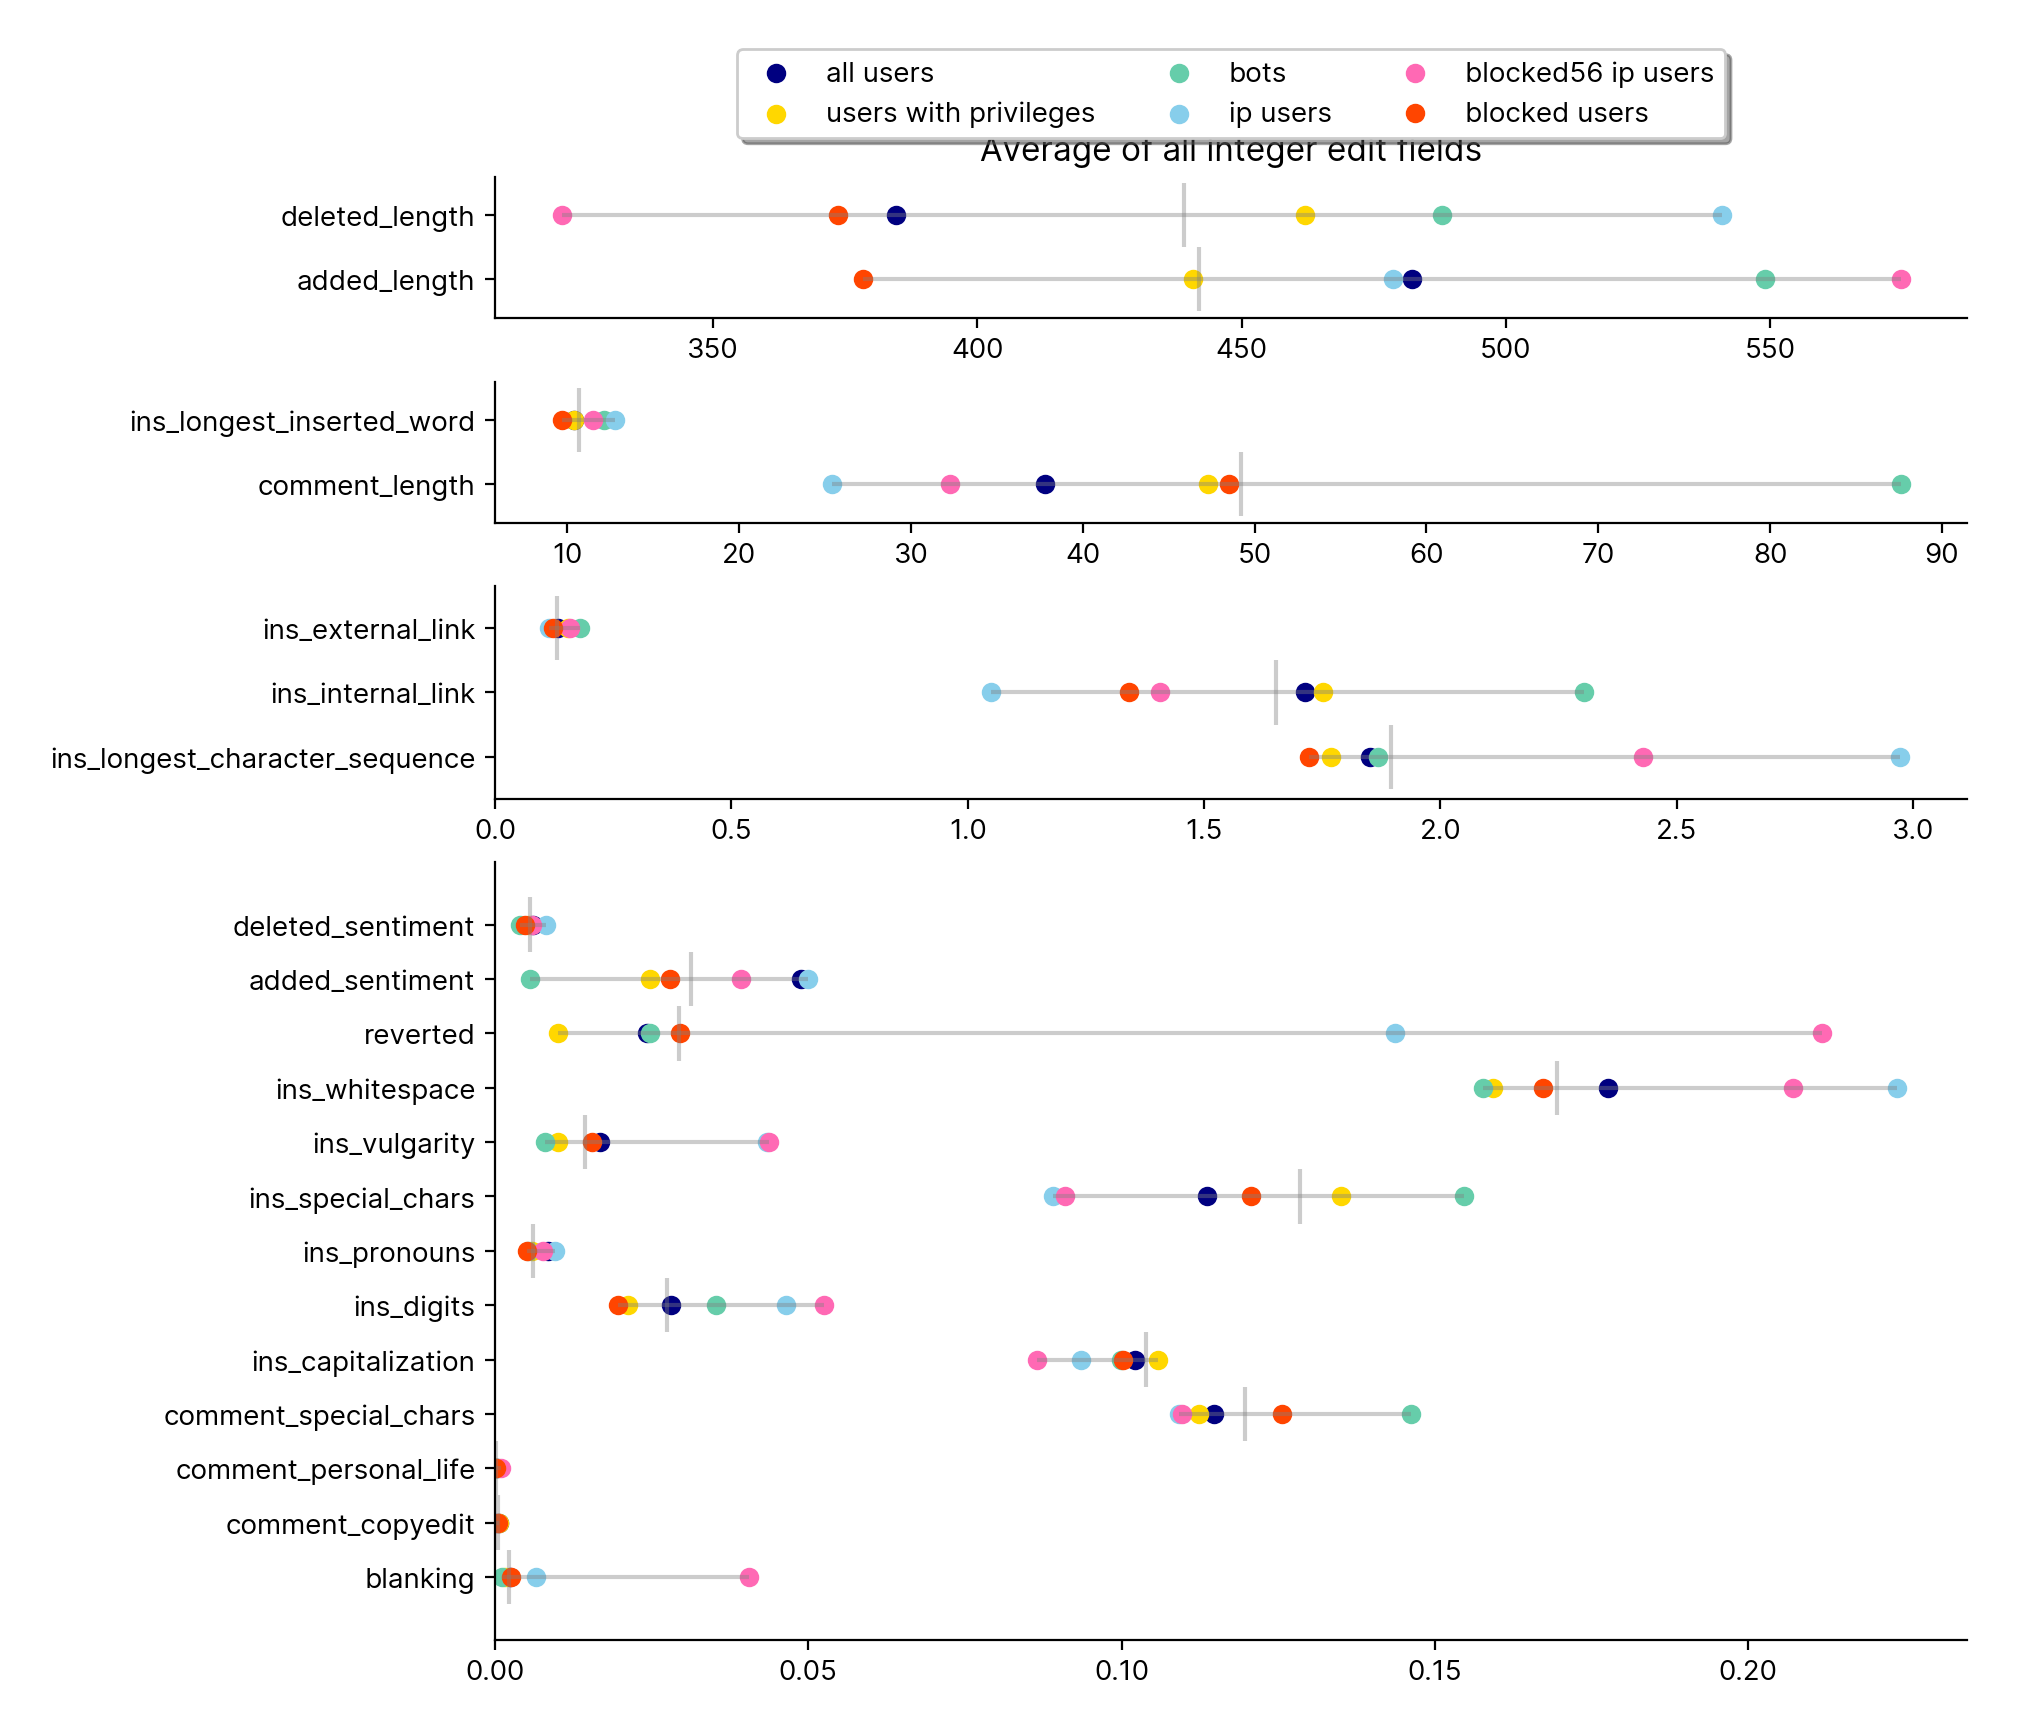 all users
users with privileges
bots
ip users
blocked56 ip users
blocked users
Average of all integer edit fields
deleted_length
added_length
350 400 450 500 550
ins_longest_inserted_word
comment_length
10 20 30 40 50 60 70 80 90
ins_external_link
ins_internal_link
ins_longest_character_sequence
0.0 0.5 1.0 1.5 2.0 2.5 3.0
deleted_sentiment
added_sentiment
reverted
ins_whitespace
ins_vulgarity
ins_special_chars
ins_pronouns
ins_digits
ins_capitalization
comment_special_chars
comment_personal_life
comment_copyedit
blanking
0.00 0.05 0.10 0.15 0.20